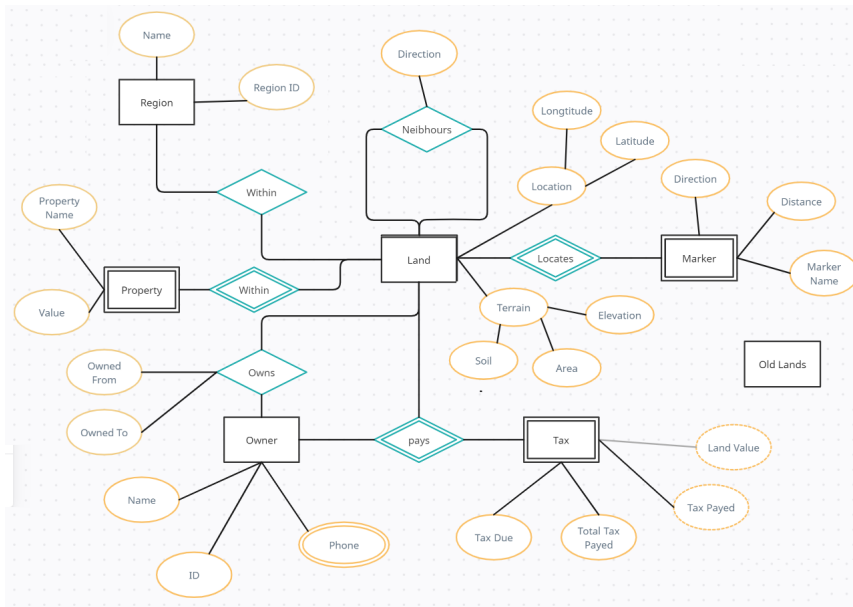 Name
Region
Region ID
Direction
Neibhours
Longtitude
Latitude
Location
Direction
Distance
Marker
Marker
Name
Within
Property
Name
Property
Value
Within
Land
Locates
Terrain
Elevation
Soil
Area
Old Lands
Owned
From
Owned To
Owns
Owner
pays
Tax
Land Value
Tax Payed
Name
ID
Phone
Tax Due
Total Tax
Payed